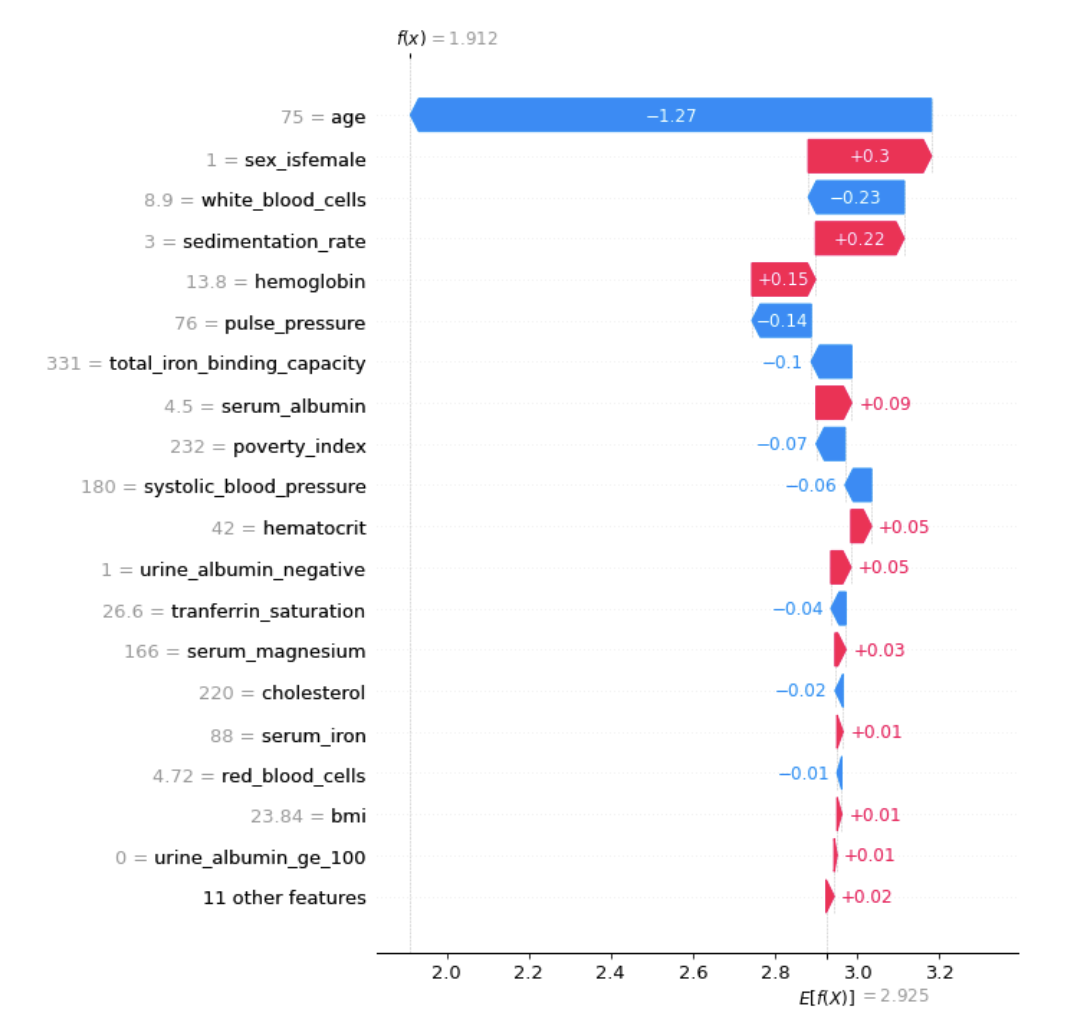 f(x) = 1.912
75 = age −1.27
1 = sex_isfemale +0.3
8.9 = white_blood_cells −0.23
3 = sedimentation_rate +0.22
13.8 = hemoglobin +0.15
76 = pulse_pressure −0.14
331 = total_iron_binding_capacity −0.1
4.5 = serum_albumin +0.09
232 = poverty_index −0.07
180 = systolic_blood_pressure −0.06
42 = hematocrit +0.05
1 = urine_albumin_negative +0.05
26.6 = tranferrin_saturation −0.04
166 = serum_magnesium +0.03
220 = cholesterol −0.02
88 = serum_iron +0.01
4.72 = red_blood_cells −0.01
23.84 = bmi +0.01
0 = urine_albumin_ge_100 +0.01
11 other features +0.02
2.0 2.2 2.4 2.6 2.8 3.0 3.2
E[f(X)] = 2.925